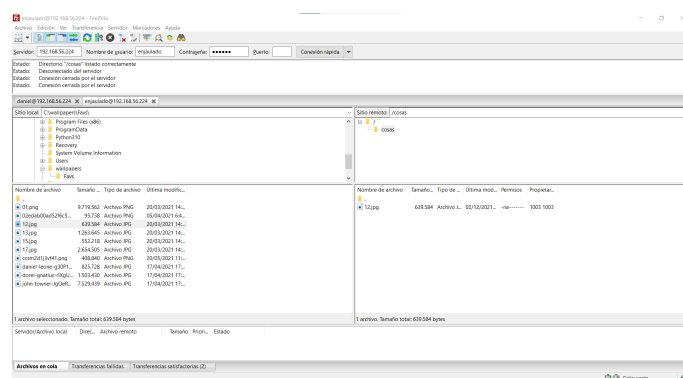 enjaulado@192.168.56.224 - FileZilla
Archivo Edición Ver Transferencia Servidor Marcadores Ayuda
Servidor: 192.168.56.224 Nombre de usuario: enjaulado Contraseña: ●●●●●● Puerto: Conexión rápida
Estado: Directorio "/cosas" listado correctamente
Estado: Desconectado del servidor
Estado: Conexión cerrada por el servidor
Estado: Conexión cerrada por el servidor
daniel@192.168.56.224 enjaulado@192.168.56.224
Sitio local: C:\wallpapers\Favs\ Sitio remoto: /cosas
Program Files (x86) /
ProgramData cosas
Python310
Recovery
System Volume Information
Users
wallpapers
Favs
Nombre de archivo Tamaño ... Tipo de archivo Última modific... Nombre de archivo Tamaño... Tipo de ... Última mod... Permisos Propietar...
.. ..
01.png 9.719.562 Archivo PNG 20/03/2021 14:... 12.jpg 639.584 Archivo J... 02/12/2021... -rw------- 1003 1003
95.738 Archivo PNG 05/04/2021 6:4...
12.jpg 639.584 Archivo JPG 20/03/2021 14:...
13.jpg 1.263.645 Archivo JPG 20/03/2021 14:...
15.jpg 552.218 Archivo JPG 20/03/2021 14:...
17.jpg 2.654.505 Archivo JPG 20/03/2021 14:...
408.840 Archivo PNG 20/05/2021 11:...
daniel-leone-g30P1... 825.728 Archivo JPG 17/04/2021 17:...
1.503.430 Archivo JPG 17/04/2021 17:...
7.529.439 Archivo JPG 17/04/2021 17:...
1 archivo seleccionado. Tamaño total: 639.584 bytes 1 archivo. Tamaño total: 639.584 bytes
Servidor/Archivo local Direc... Archivo remoto Tamaño Priori... Estado
Archivos en cola Transferencias fallidas Transferencias satisfactorias (2)